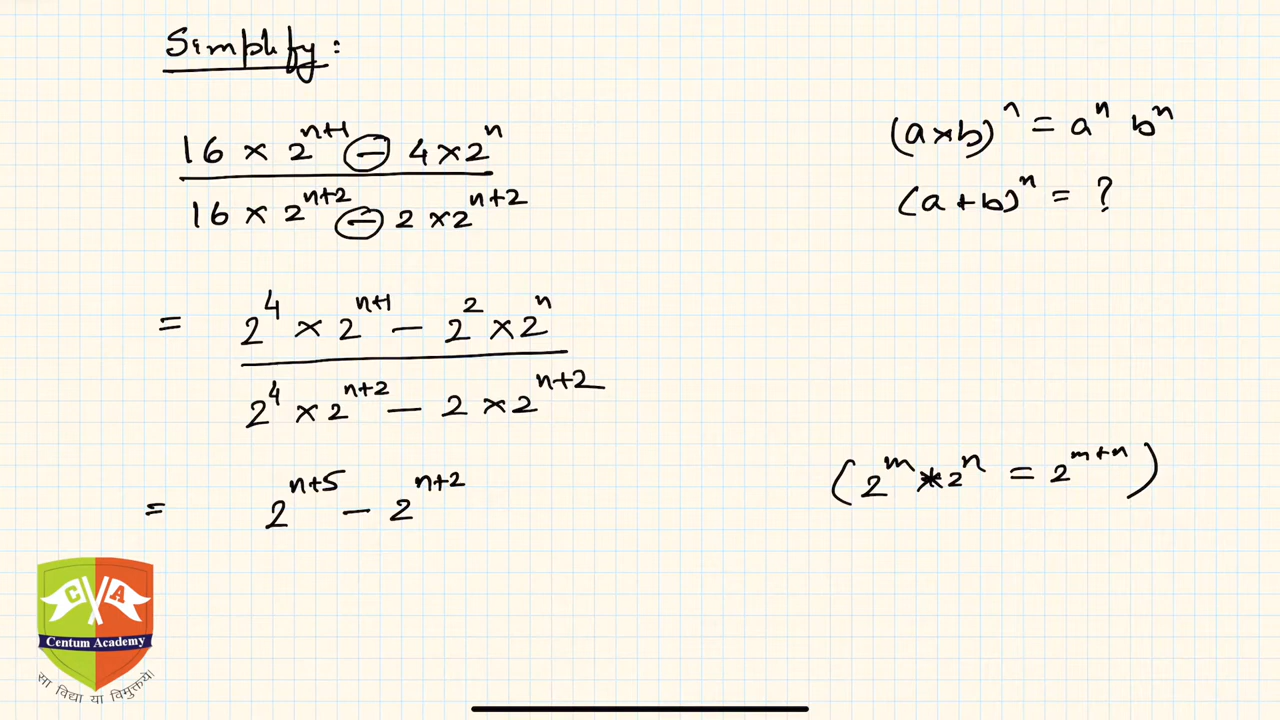 Simplify:
16 × 2^{n+1} − 4 × 2^n
16 × 2^{n+2} − 2 × 2^{n+2}
(a×b)^n = a^n b^n
(a+b)^n = ?
= 2^4 × 2^{n+1} − 2^2 × 2^n
2^4 × 2^{n+2} − 2 × 2^{n+2}
= 2^{n+5} − 2^{n+2}
(2^m * 2^n = 2^{m+n})
C A
Centum Academy
सा विद्या या विमुक्तये।